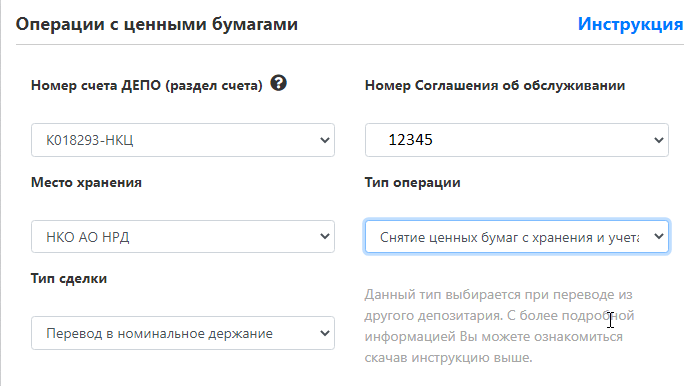 Операции с ценными бумагами
Инструкция
Номер счета ДЕПО (раздел счета) ?
Номер Соглашения об обслуживании
К018293-НКЦ
12345
Место хранения
Тип операции
НКО АО НРД
Снятие ценных бумаг с хранения и учета
Тип сделки
Перевод в номинальное держание
Данный тип выбирается при переводе из
другого депозитария. С более подробной
информацией Вы можете ознакомиться
скачав инструкцию выше.